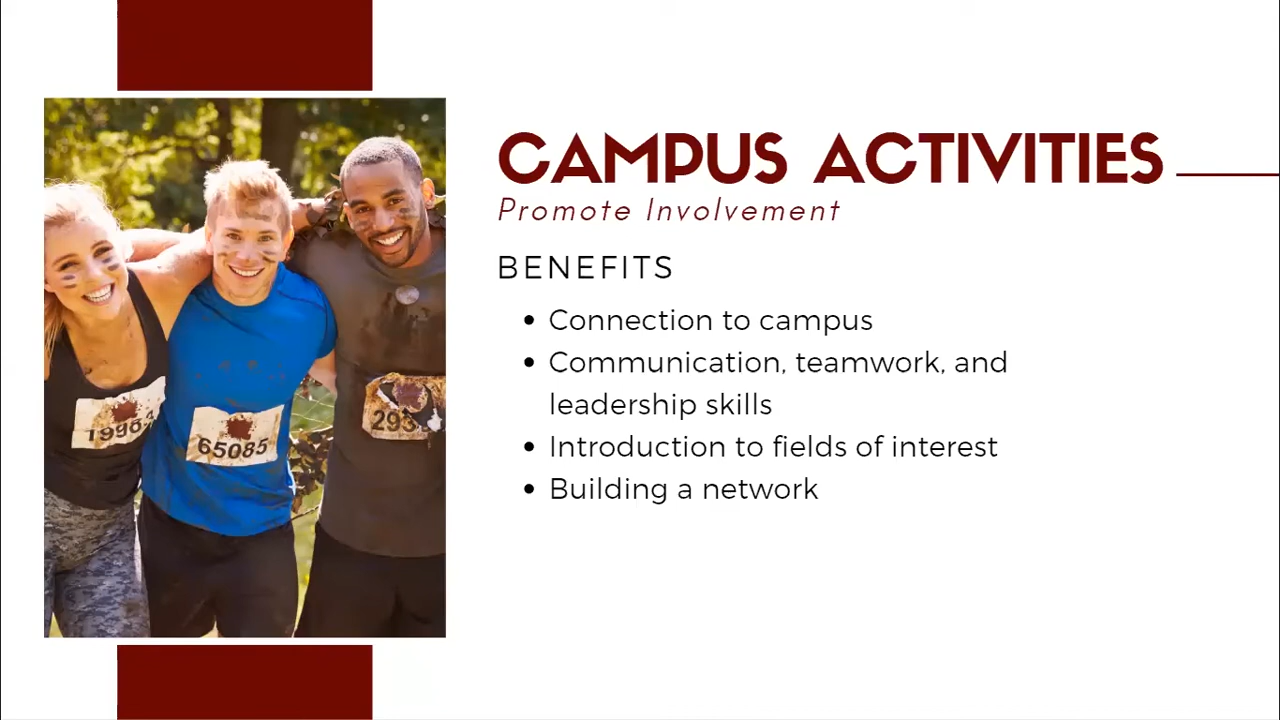 CAMPUS ACTIVITIES
Promote Involvement
BENEFITS
• Connection to campus
• Communication, teamwork, and
leadership skills
• Introduction to fields of interest
• Building a network
65085